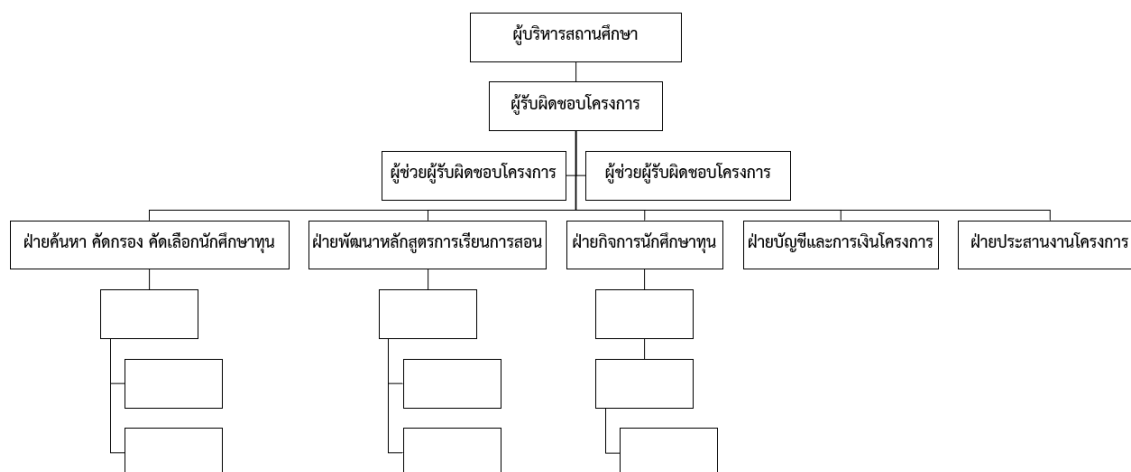 ผู้บริหารสถานศึกษา
ผู้รับผิดชอบโครงการ
ผู้ช่วยผู้รับผิดชอบโครงการ
ผู้ช่วยผู้รับผิดชอบโครงการ
ฝ่ายค้นหา คัดกรอง คัดเลือกนักศึกษาทุน
ฝ่ายพัฒนาหลักสูตรการเรียนการสอน
ฝ่ายกิจการนักศึกษาทุน
ฝ่ายบัญชีและการเงินโครงการ
ฝ่ายประสานงานโครงการ